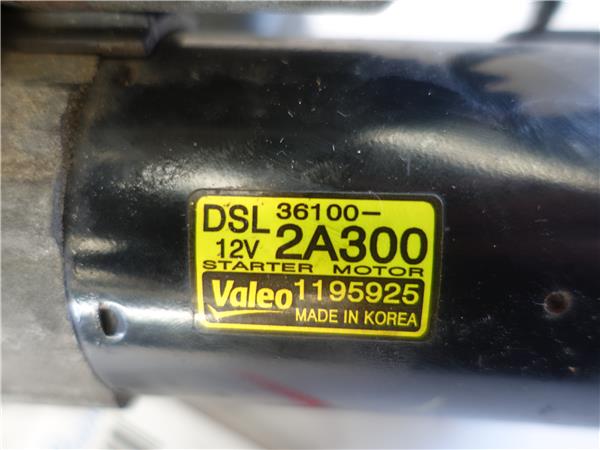 DSL 36100-
12V 2A300
STARTER MOTOR
Valeo 1195925
MADE IN KOREA